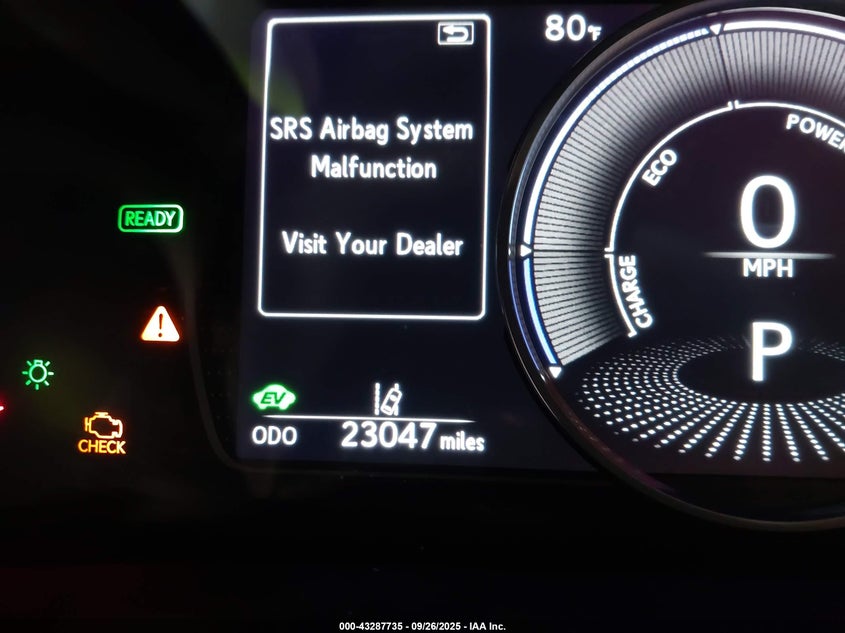 80°F
SRS Airbag System
Malfunction
Visit Your Dealer
READY
ECO
POWER
CHARGE
0
MPH
P
EV
CHECK
ODO 23047 miles
000-43287735 - 09/26/2025 - IAA Inc.